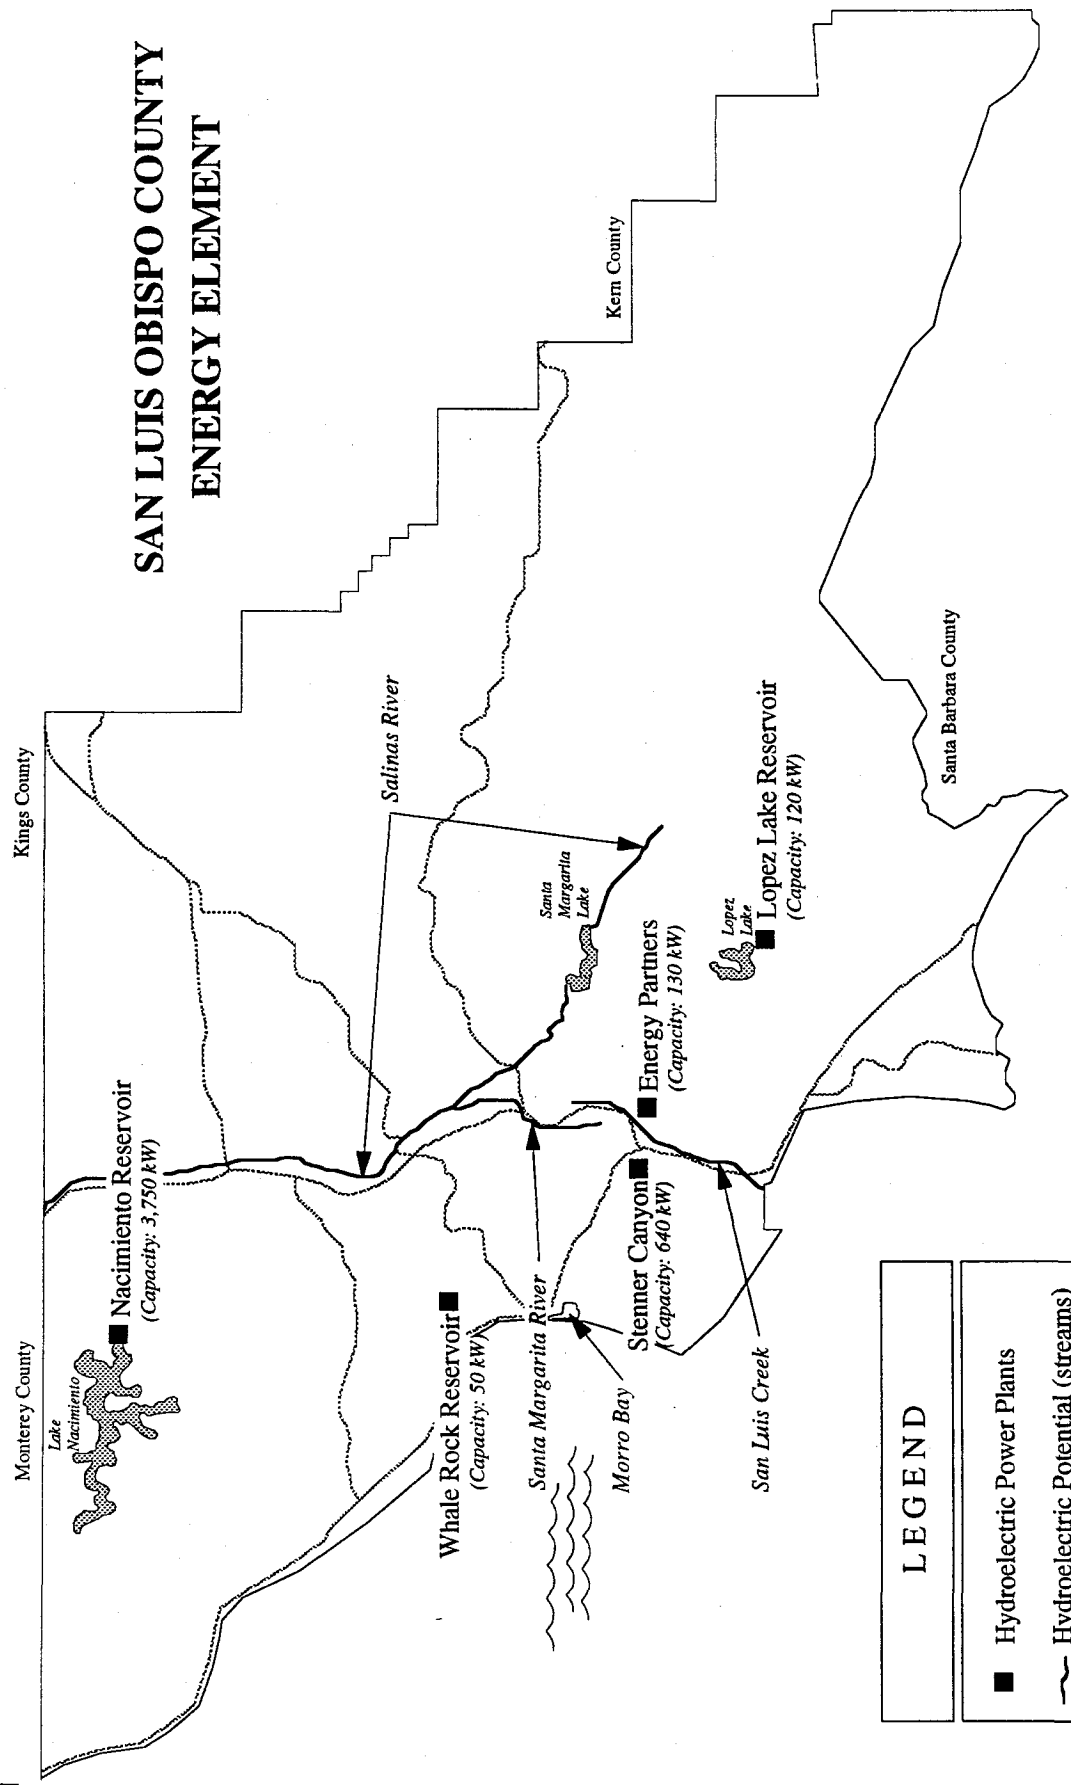 SAN LUIS OBISPO COUNTY
ENERGY ELEMENT
Monterey County
Kings County
Kern County
Santa Barbara County
Lake
Nacimiento
Nacimiento Reservoir
(Capacity: 3,750 kW)
Salinas River
Whale Rock Reservoir
(Capacity: 50 kW)
Santa Margarita River
Santa
Margarita
Lake
Morro Bay
Stenner Canyon
(Capacity: 640 kW)
Energy Partners
(Capacity: 130 kW)
Lopez
Lake
Lopez Lake Reservoir
(Capacity: 120 kW)
San Luis Creek
LEGEND
Hydroelectric Power Plants
Hydroelectric Potential (streams)